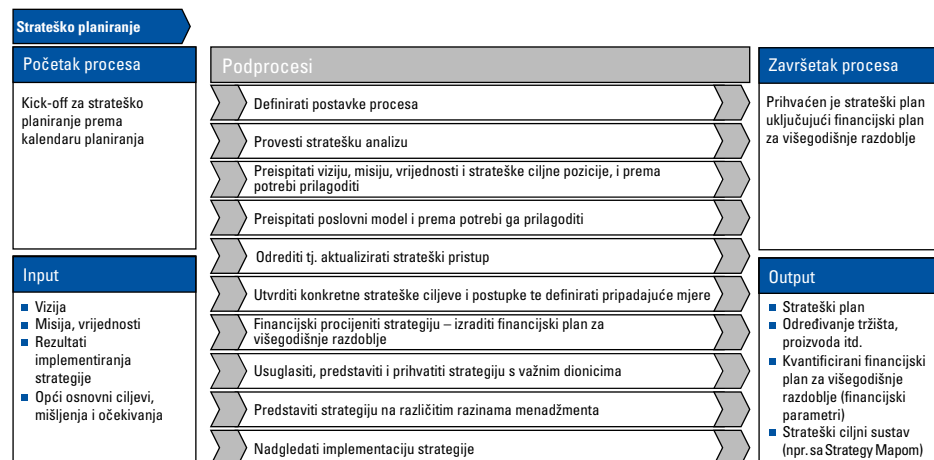 Strateško planiranje
Početak procesa
Kick-off za strateško
planiranje prema
kalendaru planiranja
Input
Vizija
Misija, vrijednosti
Rezultati
implementiranja
strategije
Opći osnovni ciljevi,
mišljenja i očekivanja
Podprocesi
Definirati postavke procesa
Provesti stratešku analizu
Preispitati viziju, misiju, vrijednosti i strateške ciljne pozicije, i prema
potrebi prilagoditi
Preispitati poslovni model i prema potrebi ga prilagoditi
Odrediti tj. aktualizirati strateški pristup
Utvrditi konkretne strateške ciljeve i postupke te definirati pripadajuće mjere
Financijski procijeniti strategiju – izraditi financijski plan za
višegodišnje razdoblje
Usuglasiti, predstaviti i prihvatiti strategiju s važnim dionicima
Predstaviti strategiju na različitim razinama menadžmenta
Nadgledati implementaciju strategije
Završetak procesa
Prihvaćen je strateški plan
uključujući financijski plan
za višegodišnje razdoblje
Output
Strateški plan
Određivanje tržišta,
proizvoda itd.
Kvantificirani financijski
plan za višegodišnje
razdoblje (financijski
parametri)
Strateški ciljni sustav
(npr. sa Strategy Mapom)